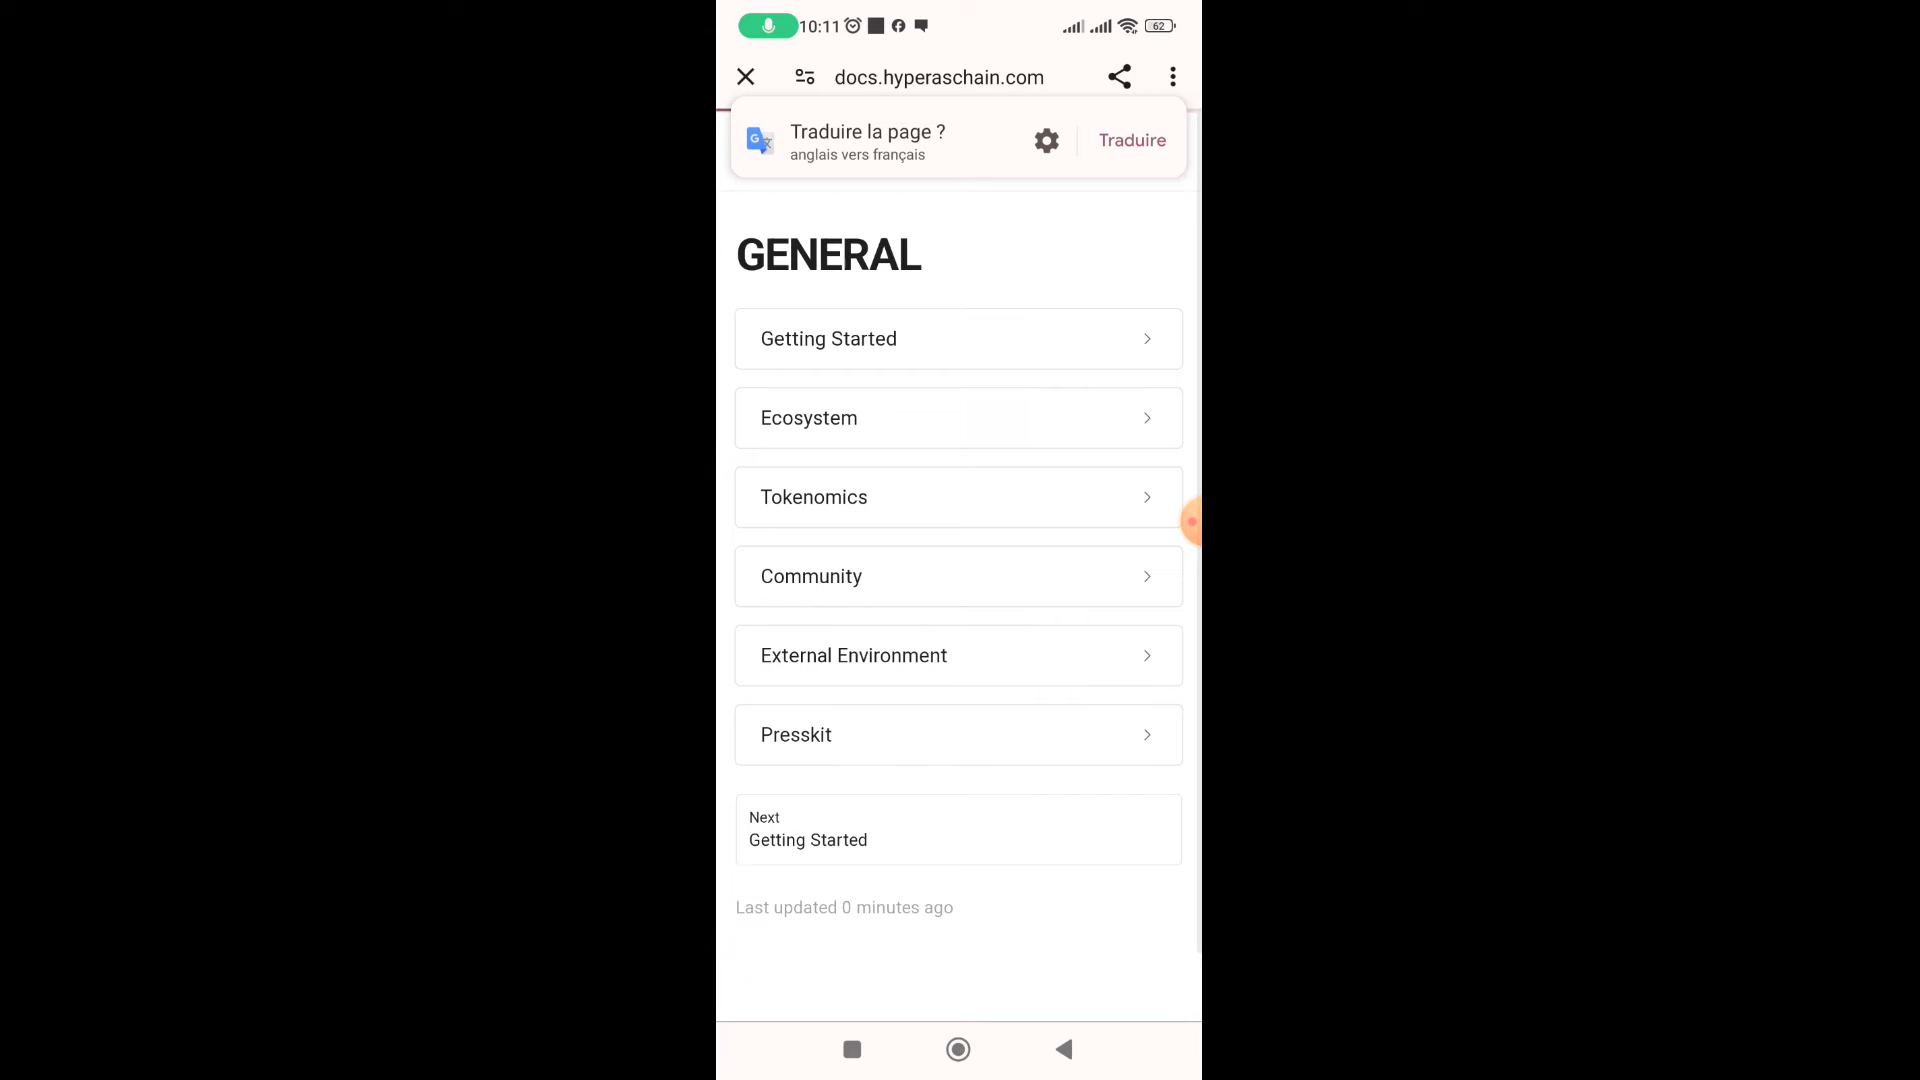 10:11
62
docs.hyperaschain.com
Traduire la page ?
anglais vers français
Traduire
GENERAL
Getting Started
Ecosystem
Tokenomics
Community
External Environment
Presskit
Next
Getting Started
Last updated 0 minutes ago